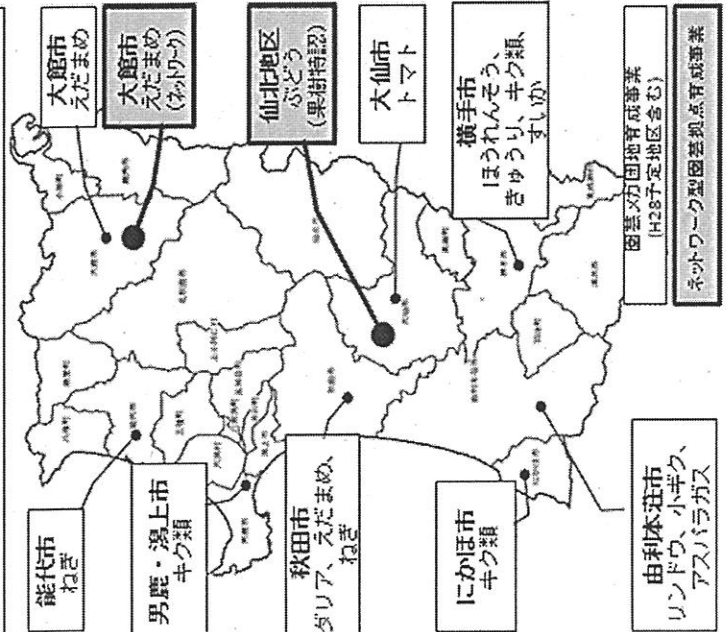 能代市
ねぎ
大館市
えだまめ
大館市
えだまめ
(ネットワーク)
男鹿・潟上市
キク類
仙北地区
ぶどう
(果樹特認)
秋田市
ダリア、えだまめ、
ねぎ
大仙市
トマト
にかほ市
キク類
横手市
ほうれんそう、
きゅうり、キク類、
すいか
由利本荘市
リンドウ、小ギク、
アスパラガス
園芸メガ団地育成事業
(H28予定地区含む)
ネットワーク型園芸拠点育成事業